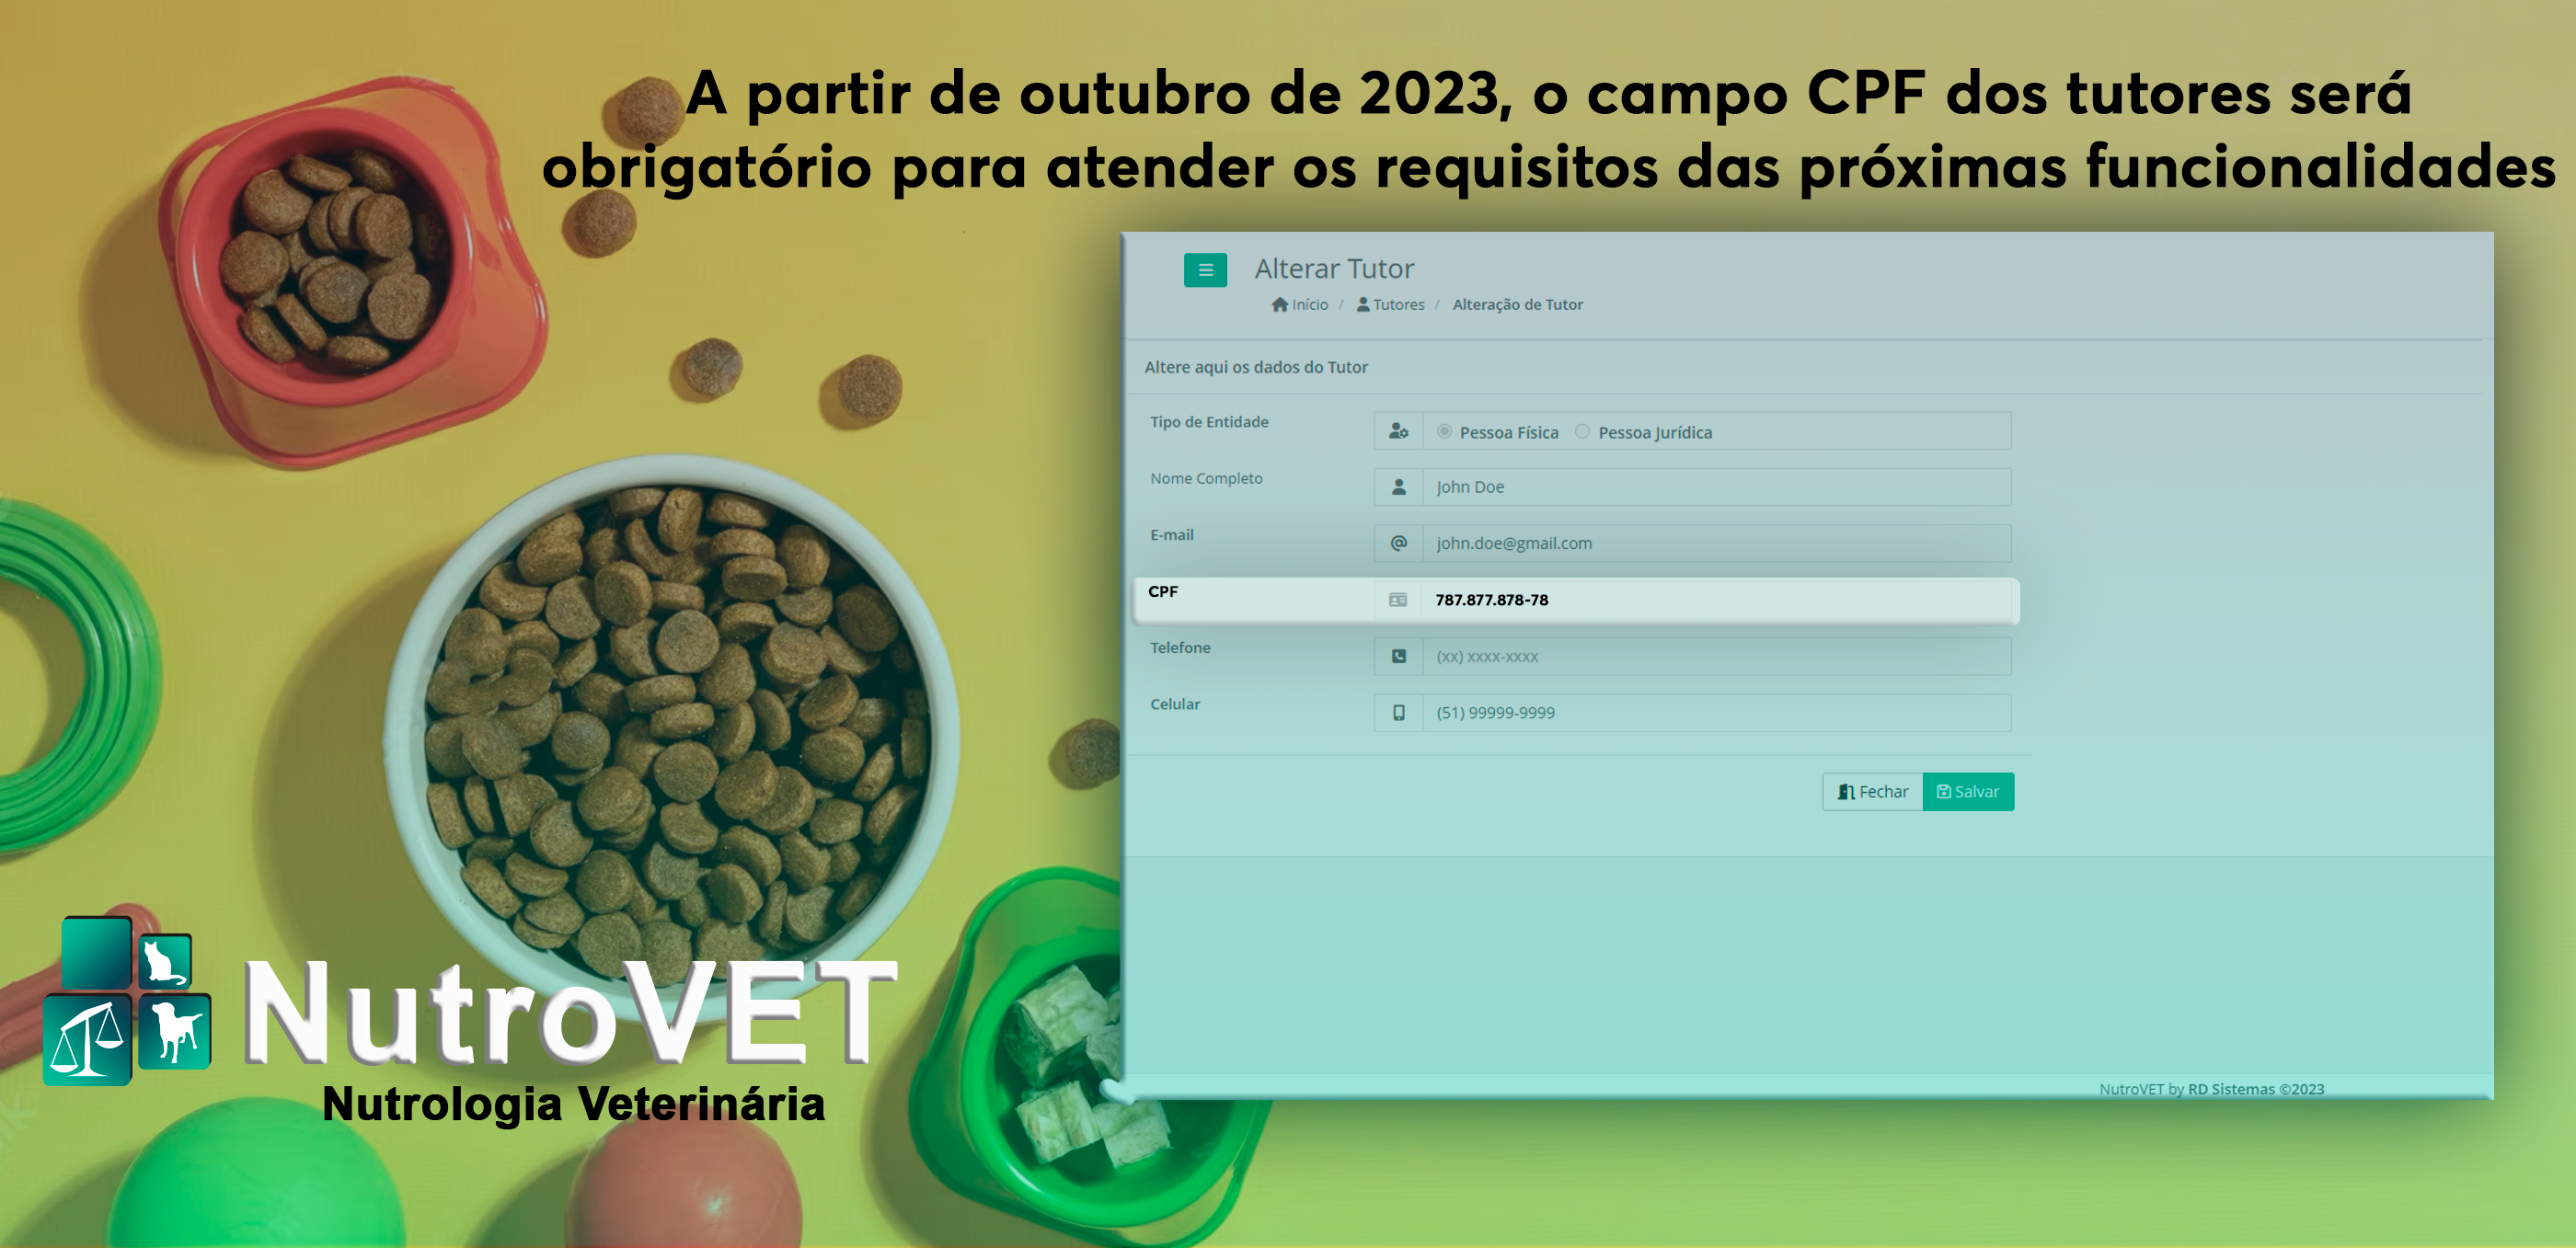 A partir de outubro de 2023, o campo CPF dos tutores será
obrigatório para atender os requisitos das próximas funcionalidades
Alterar Tutor
Início / Tutores / Alteração de Tutor
Altere aqui os dados do Tutor
Tipo de Entidade
Pessoa Física Pessoa Jurídica
Nome Completo
John Doe
E-mail
john.doe@gmail.com
CPF
787.877.878-78
Telefone
(xx) xxxx-xxxx
Celular
(51) 99999-9999
Fechar Salvar
NutroVET by RD Sistemas ©2023
NutroVET
Nutrologia Veterinária